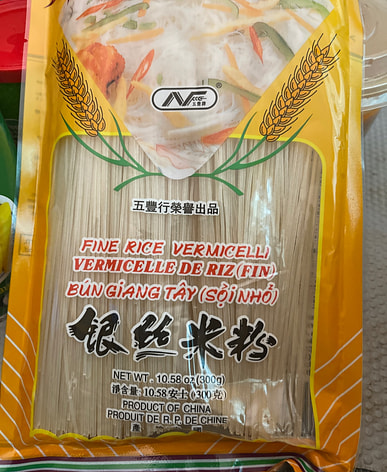 五豐行榮譽出品
FINE RICE VERMICELLI
VERMICELLE DE RIZ (FIN)
BÚN GIANG TÂY (SỢI NHỎ)
银丝米粉
NET WT. 10.58 oz (300g)
淨含量: 10.58安士 (300克)
PRODUCT OF CHINA
PRODUIT DE R. P. DE CHINE